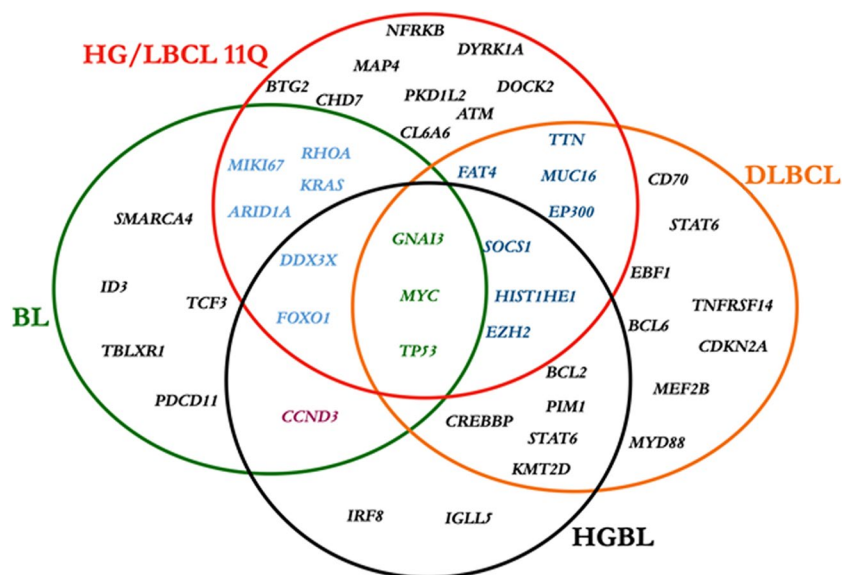 NFRKB
HG/LBCL 11Q
DYRK1A
MAP4
BTG2
CHD7
PKD1L2
DOCK2
ATM
CL6A6
TTN
MIKI67
RHOA
FAT4
MUC16
CD70
DLBCL
KRAS
ARID1A
EP300
SMARCA4
STAT6
GNAI3
SOCS1
DDX3X
EBF1
ID3
TCF3
MYC
HIST1HE1
TNFRSF14
BL
FOXO1
EZH2
BCL6
TBLXR1
TP53
CDKN2A
BCL2
MEF2B
PDCD11
CCND3
CREBBP
PIM1
STAT6
MYD88
KMT2D
IRF8
IGLL5
HGBL